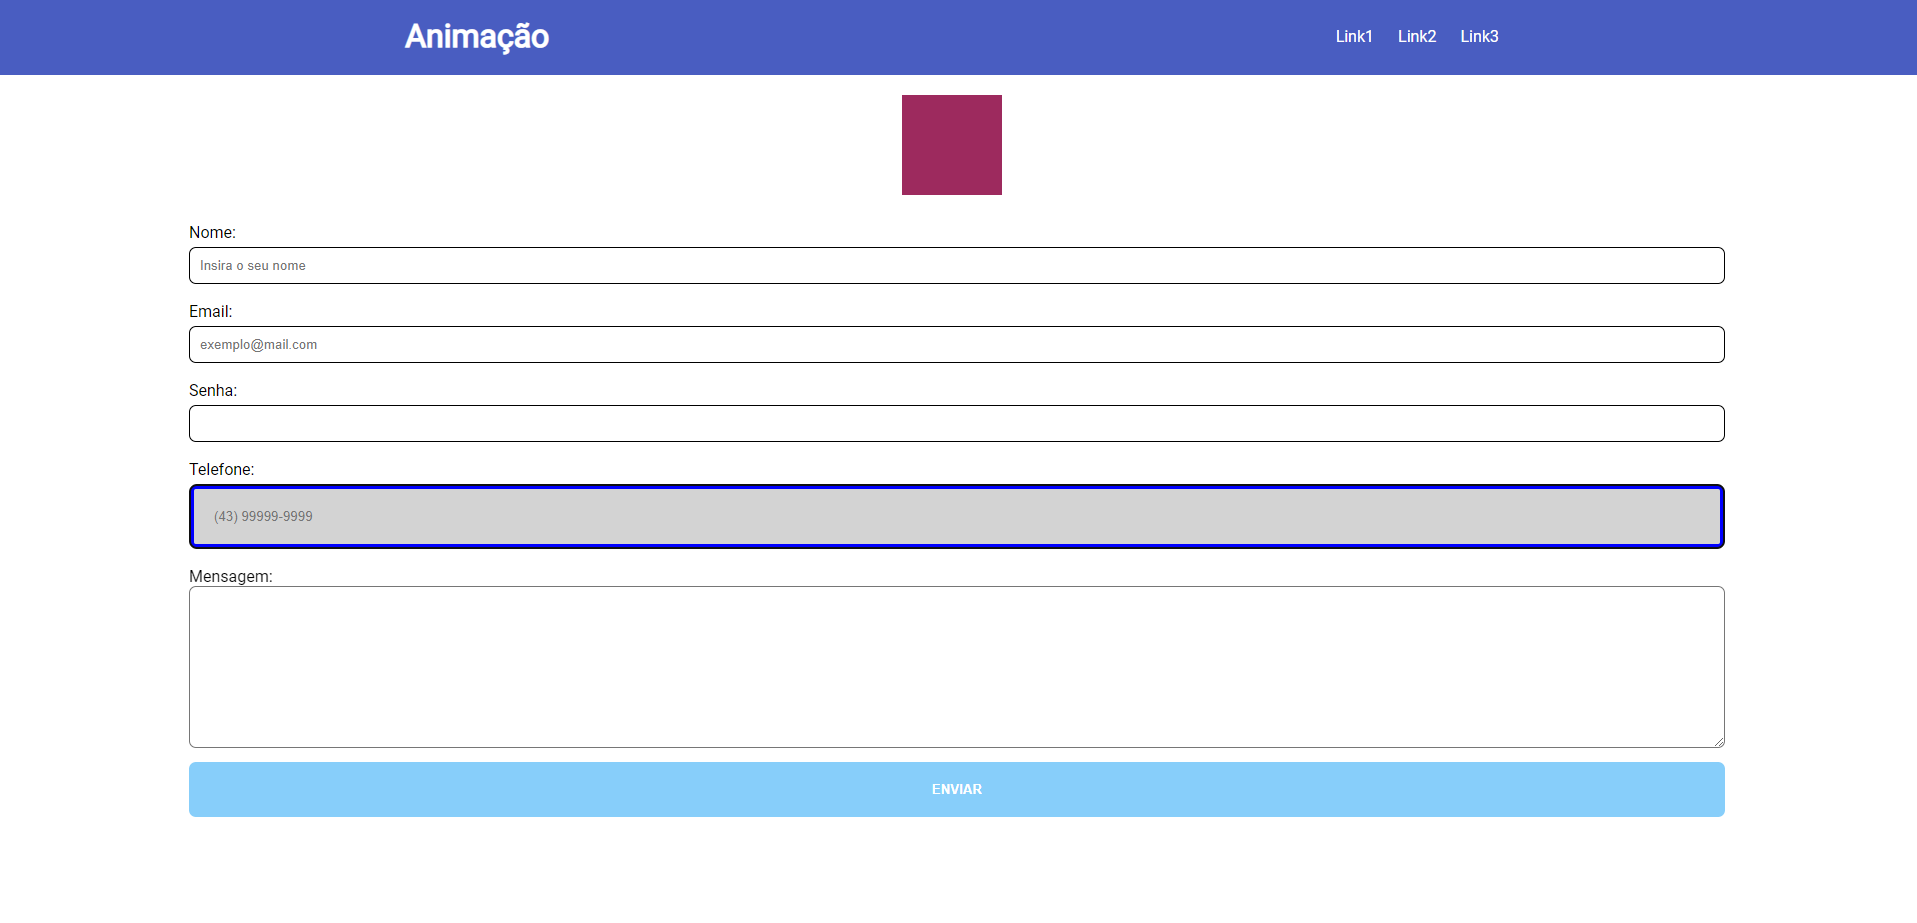 Animação
Link1 Link2 Link3
Nome:
Insira o seu nome
Email:
exemplo@mail.com
Senha:
Telefone:
(43) 99999-9999
Mensagem:
ENVIAR